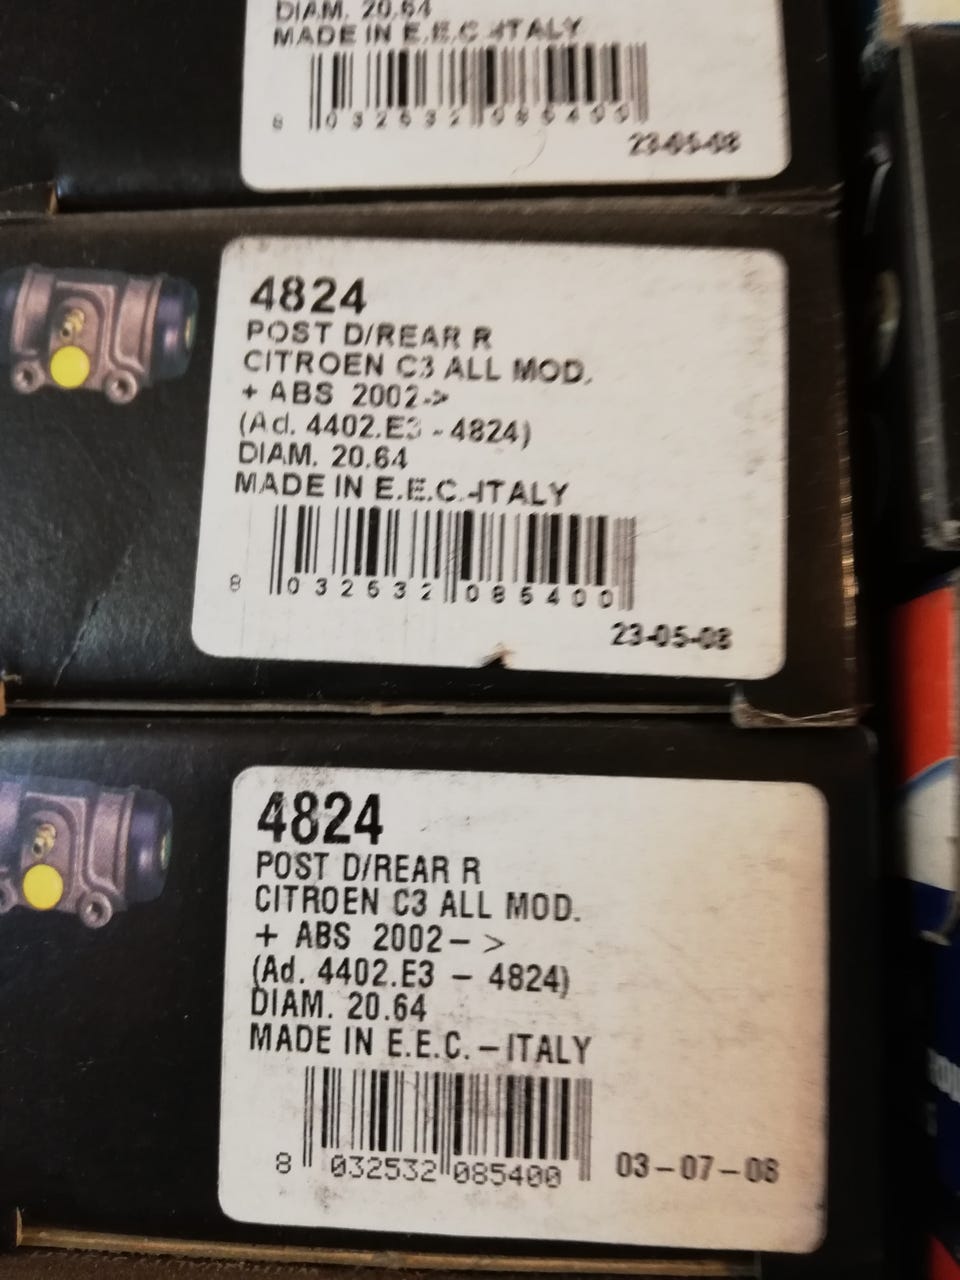 DIAM. 20.64
MADE IN E.E.C.-ITALY
8 032532 085400
23-05-08
4824
POST D/REAR R
CITROEN C3 ALL MOD.
+ ABS 2002->
(Ad. 4402.E3 - 4824)
DIAM. 20.64
MADE IN E.E.C.-ITALY
8 032532 085400
23-05-08
4824
POST D/REAR R
CITROEN C3 ALL MOD.
+ ABS 2002- >
(Ad. 4402.E3 - 4824)
DIAM. 20.64
MADE IN E.E.C. - ITALY
8 032532 085400
03-07-08